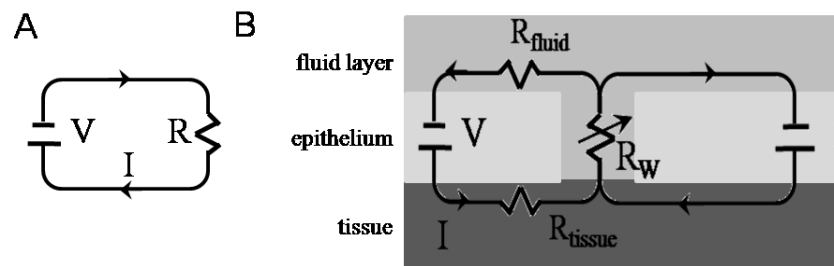 A
V
R
I
B
fluid layer
epithelium
tissue
R_fluid
V
R_W
I
R_tissue